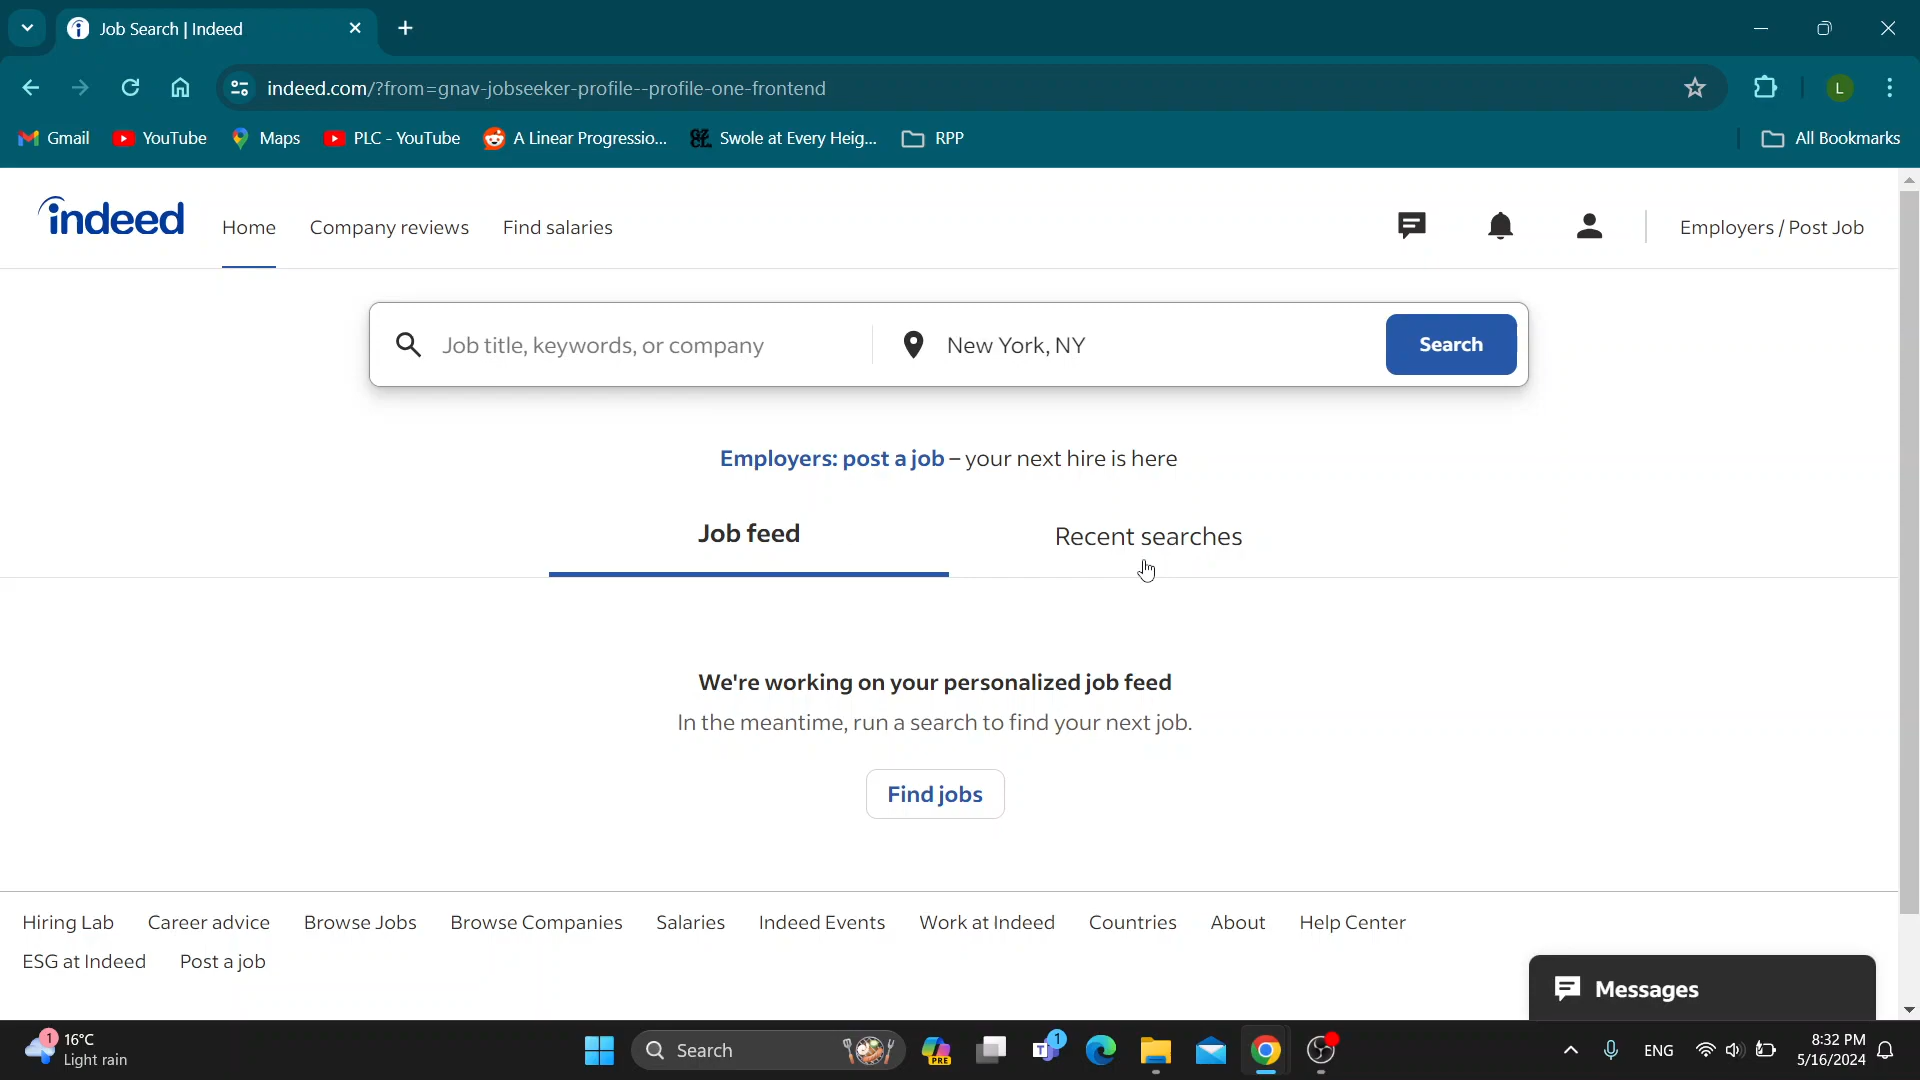 Job Search | Indeed
indeed.com/?from=gnav-jobseeker-profile--profile-one-frontend
L
Gmail YouTube Maps PLC - YouTube A Linear Progressio... Swole at Every Heig... RPP All Bookmarks
indeed Home Company reviews Find salaries Employers / Post Job
Job title, keywords, or company New York, NY Search
Employers: post a job – your next hire is here
Job feed Recent searches
We're working on your personalized job feed
In the meantime, run a search to find your next job.
Find jobs
Hiring Lab Career advice Browse Jobs Browse Companies Salaries Indeed Events Work at Indeed Countries About Help Center
ESG at Indeed Post a job
Messages
1 16°C
Light rain
Search
PRE
1
ENG
8:32 PM
5/16/2024